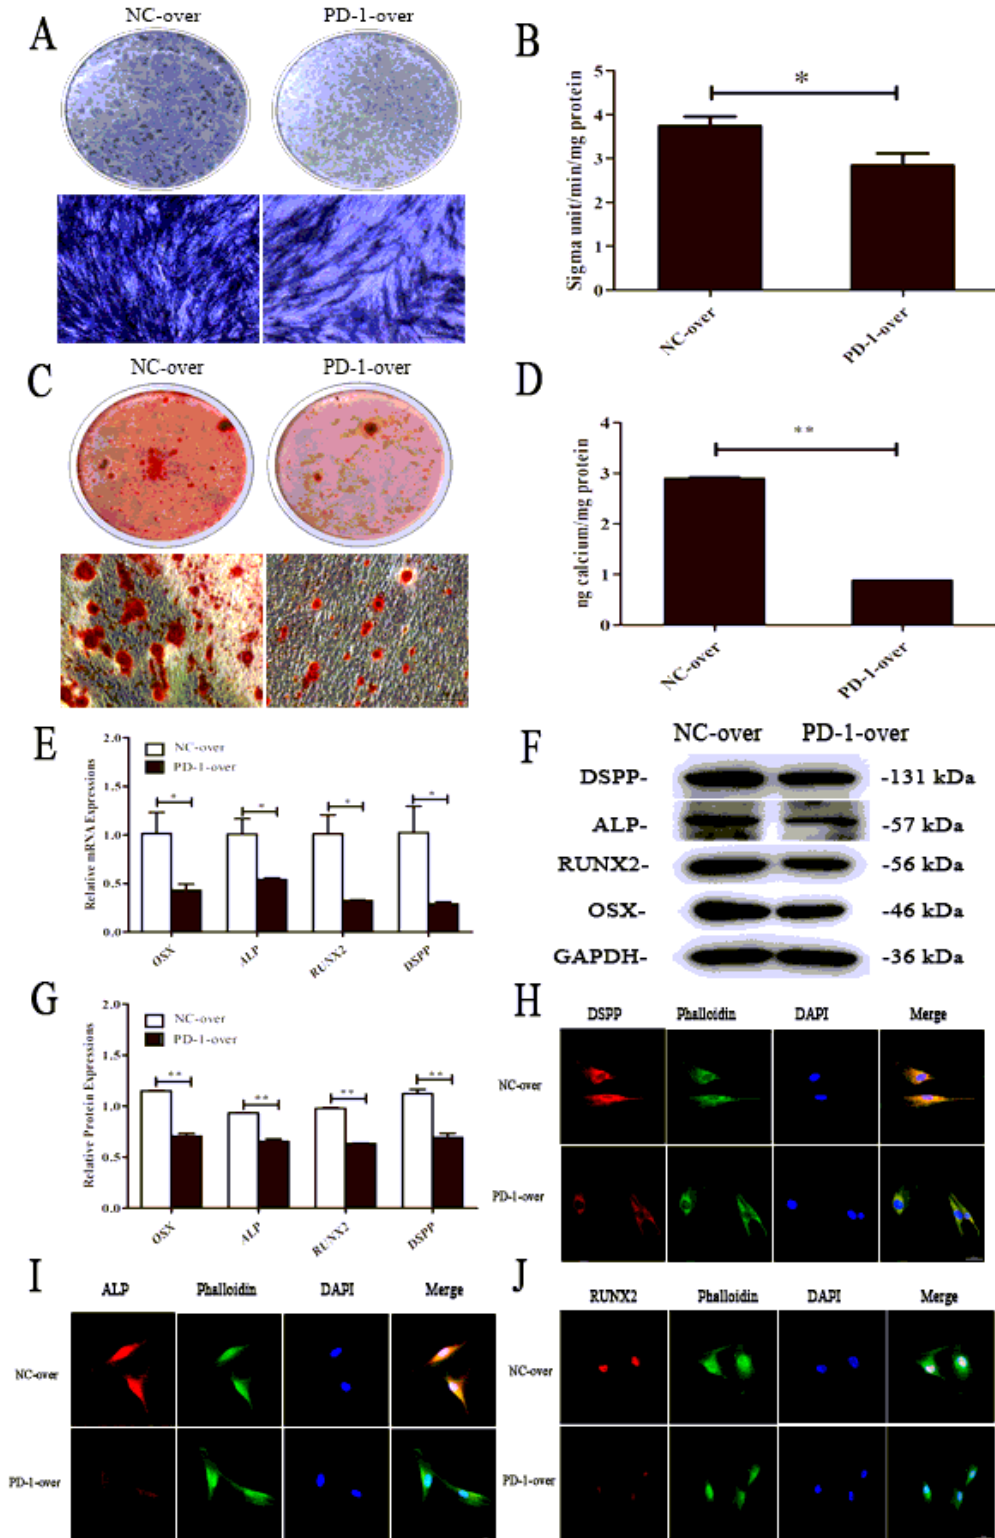 A
NC-over PD-1-over
B
Sigma unit/min/mg protein
5
4
3
2
1
0
*
NC-over
PD-1-over
C
NC-over PD-1-over
D
ng calcium/mg protein
4
3
2
1
0
**
NC-over
PD-1-over
E
Relative mRNA Expressions
2.0
1.5
1.0
0.5
0.0
NC-over
PD-1-over
* * * *
OSX ALP RUNX2 DSPP
F
NC-over PD-1-over
DSPP- -131 kDa
ALP- -57 kDa
RUNX2- -56 kDa
OSX- -46 kDa
GAPDH- -36 kDa
G
Relative Protein Expressions
2.0
1.5
1.0
0.5
0.0
NC-over
PD-1-over
** ** ** **
OSX ALP RUNX2 DSPP
H
DSPP Phalloidin DAPI Merge
NC-over
PD-1-over
I
ALP Phalloidin DAPI Merge
NC-over
PD-1-over
J
RUNX2 Phalloidin DAPI Merge
NC-over
PD-1-over